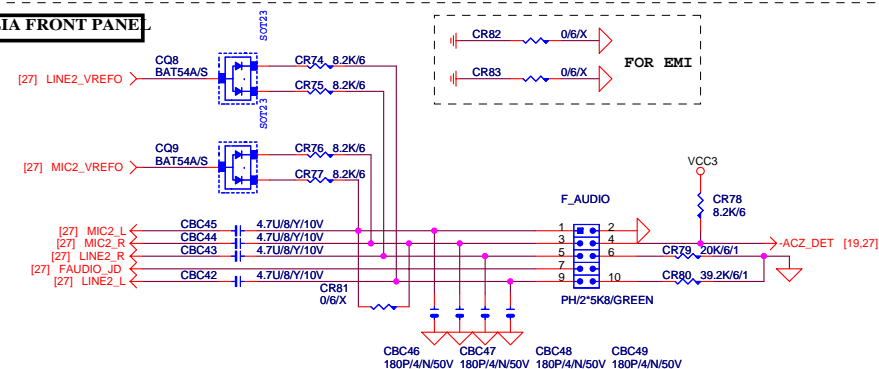 IA FRONT PANEL
SOT23
CR82 0/6/X
CR83 0/6/X
FOR EMI
CQ8
BAT54A/S
CR74 8.2K/6
[27] LINE2_VREFO
CR75 8.2K/6
SOT23
CQ9
BAT54A/S
CR76 8.2K/6
[27] MIC2_VREFO
CR77 8.2K/6
VCC3
CR78
8.2K/6
F_AUDIO
[27] MIC2_L CBC45 4.7U/8/Y/10V 1 2
[27] MIC2_R CBC44 4.7U/8/Y/10V 3 4 -ACZ_DET [19,27]
[27] LINE2_R CBC43 4.7U/8/Y/10V 5 6 CR79 20K/6/1
[27] FAUDIO_JD 7
[27] LINE2_L CBC42 4.7U/8/Y/10V 9 10 CR80 39.2K/6/1
CR81
0/6/X
PH/2*5K8/GREEN
CBC46 CBC47 CBC48 CBC49
180P/4/N/50V 180P/4/N/50V 180P/4/N/50V 180P/4/N/50V